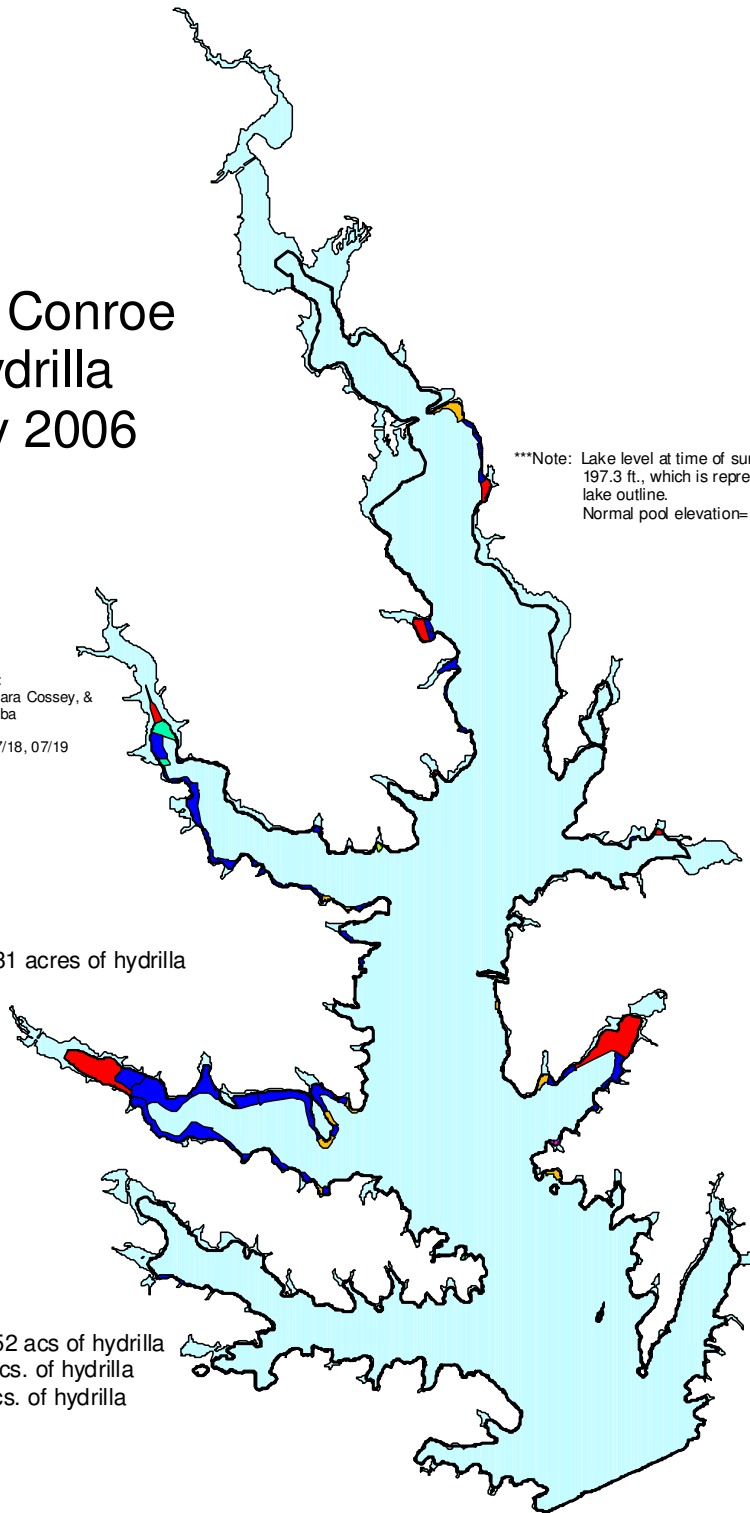 Conroe
ydrilla
y 2006
***Note: Lake level at time of sur
197.3 ft., which is repre
lake outline.
Normal pool elevation=
:
ara Cossey, &
ba
7/18, 07/19
31 acres of hydrilla
52 acs of hydrilla
cs. of hydrilla
cs. of hydrilla